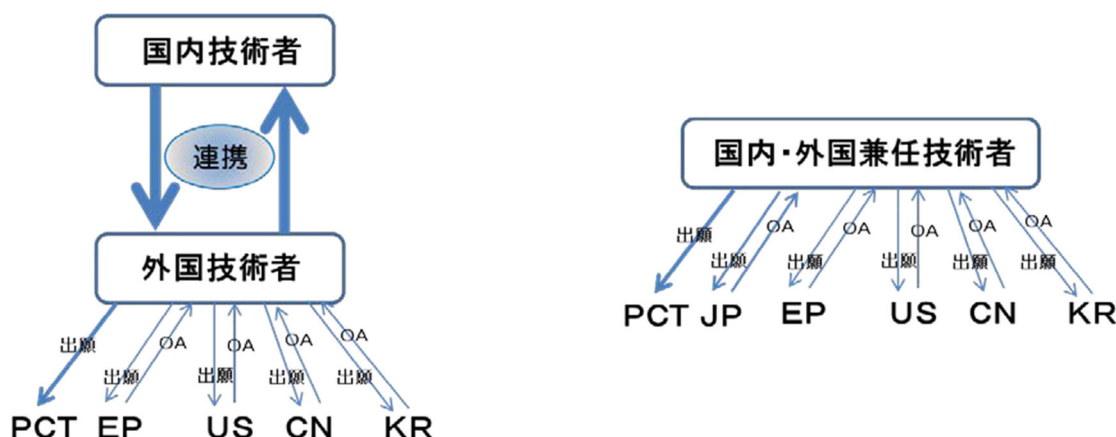 国内技術者
連携
外国技術者
出願 OA OA OA OA
出願 出願 出願 出願
PCT EP US CN KR
国内・外国兼任技術者
出願 OA OA OA OA OA
出願 出願 出願 出願 出願
PCT JP EP US CN KR